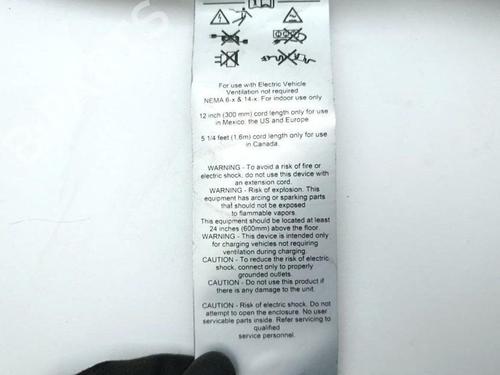 For use with Electric Vehicle
Ventilation not required
NEMA 6-x & 14-x: For indoor use only
12 inch (300 mm) cord length only for use
in Mexico, the US and Europe
5 1/4 feet (1,6m) cord length only for use
in Canada.
WARNING - To avoid a risk of fire or
electric shock, do not use this device with
an extension cord.
WARNING - Risk of explosion. This
equipment has arcing or sparking parts
that should not be exposed
to flammable vapors.
This equipment should be located at least
24 inches (600mm) above the floor.
WARNING - This device is intended only
for charging vehicles not requiring
ventilation during charging.
CAUTION - To reduce the risk of electric
shock, connect only to properly
grounded outlets.
CAUTION - Do not use this product if
there is any damage to the unit.
CAUTION - Risk of electric shock. Do not
attempt to open the enclosure. No user
servicable parts inside. Refer servicing to
qualified
service personnel.